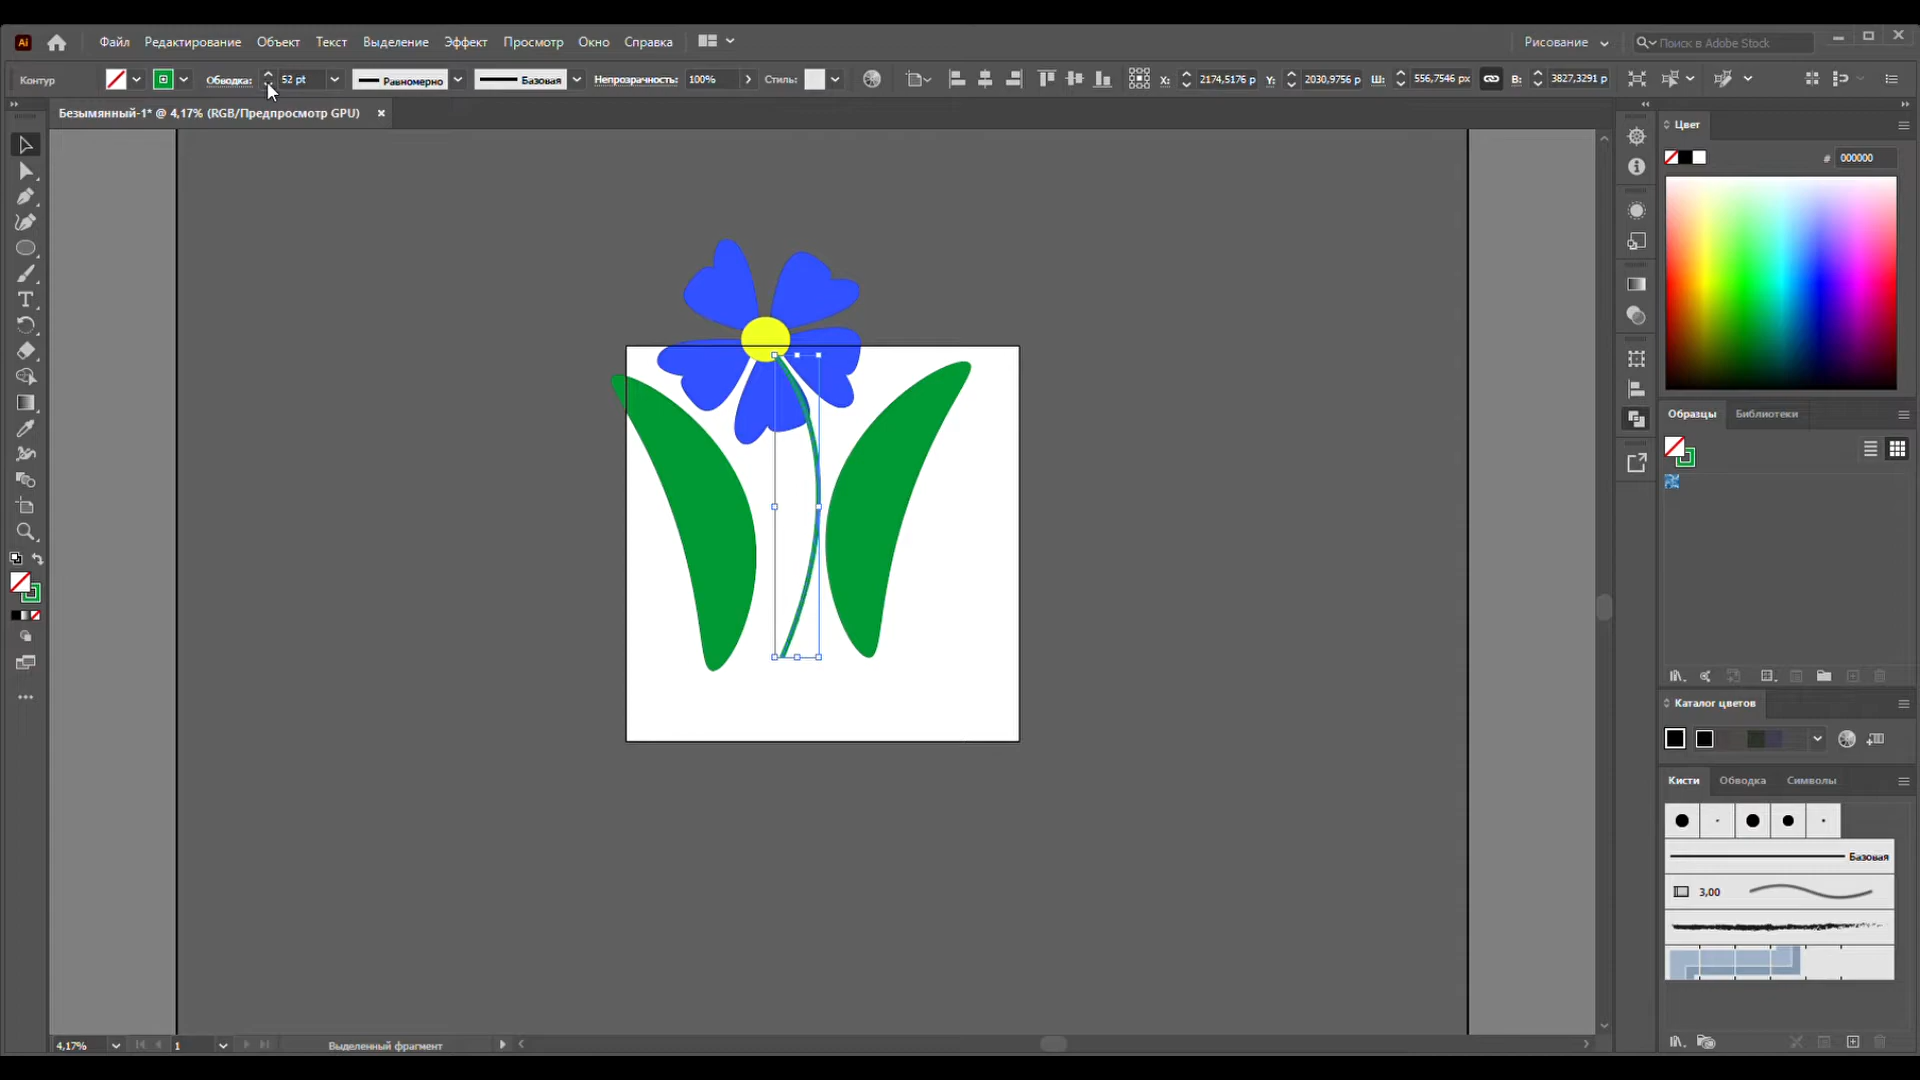 Ai Файл Редактирование Объект Текст Выделение Эффект Просмотр Окно Справка Рисование Поиск в Adobe Stock
Контур Обводка: 52 pt Равномерно Базовая Непрозрачность: 100% Стиль: X: 2174,5176 p Y: 2030,9756 p Ш: 556,7546 px В: 3827,3291 p
Безымянный-1* @ 4,17% (RGB/Предпросмотр GPU) ×
Цвет
# 000000
Образцы Библиотеки
Каталог цветов
Кисти Обводка Символы
Базовая
3,00
4,17% 1 Выделенный фрагмент